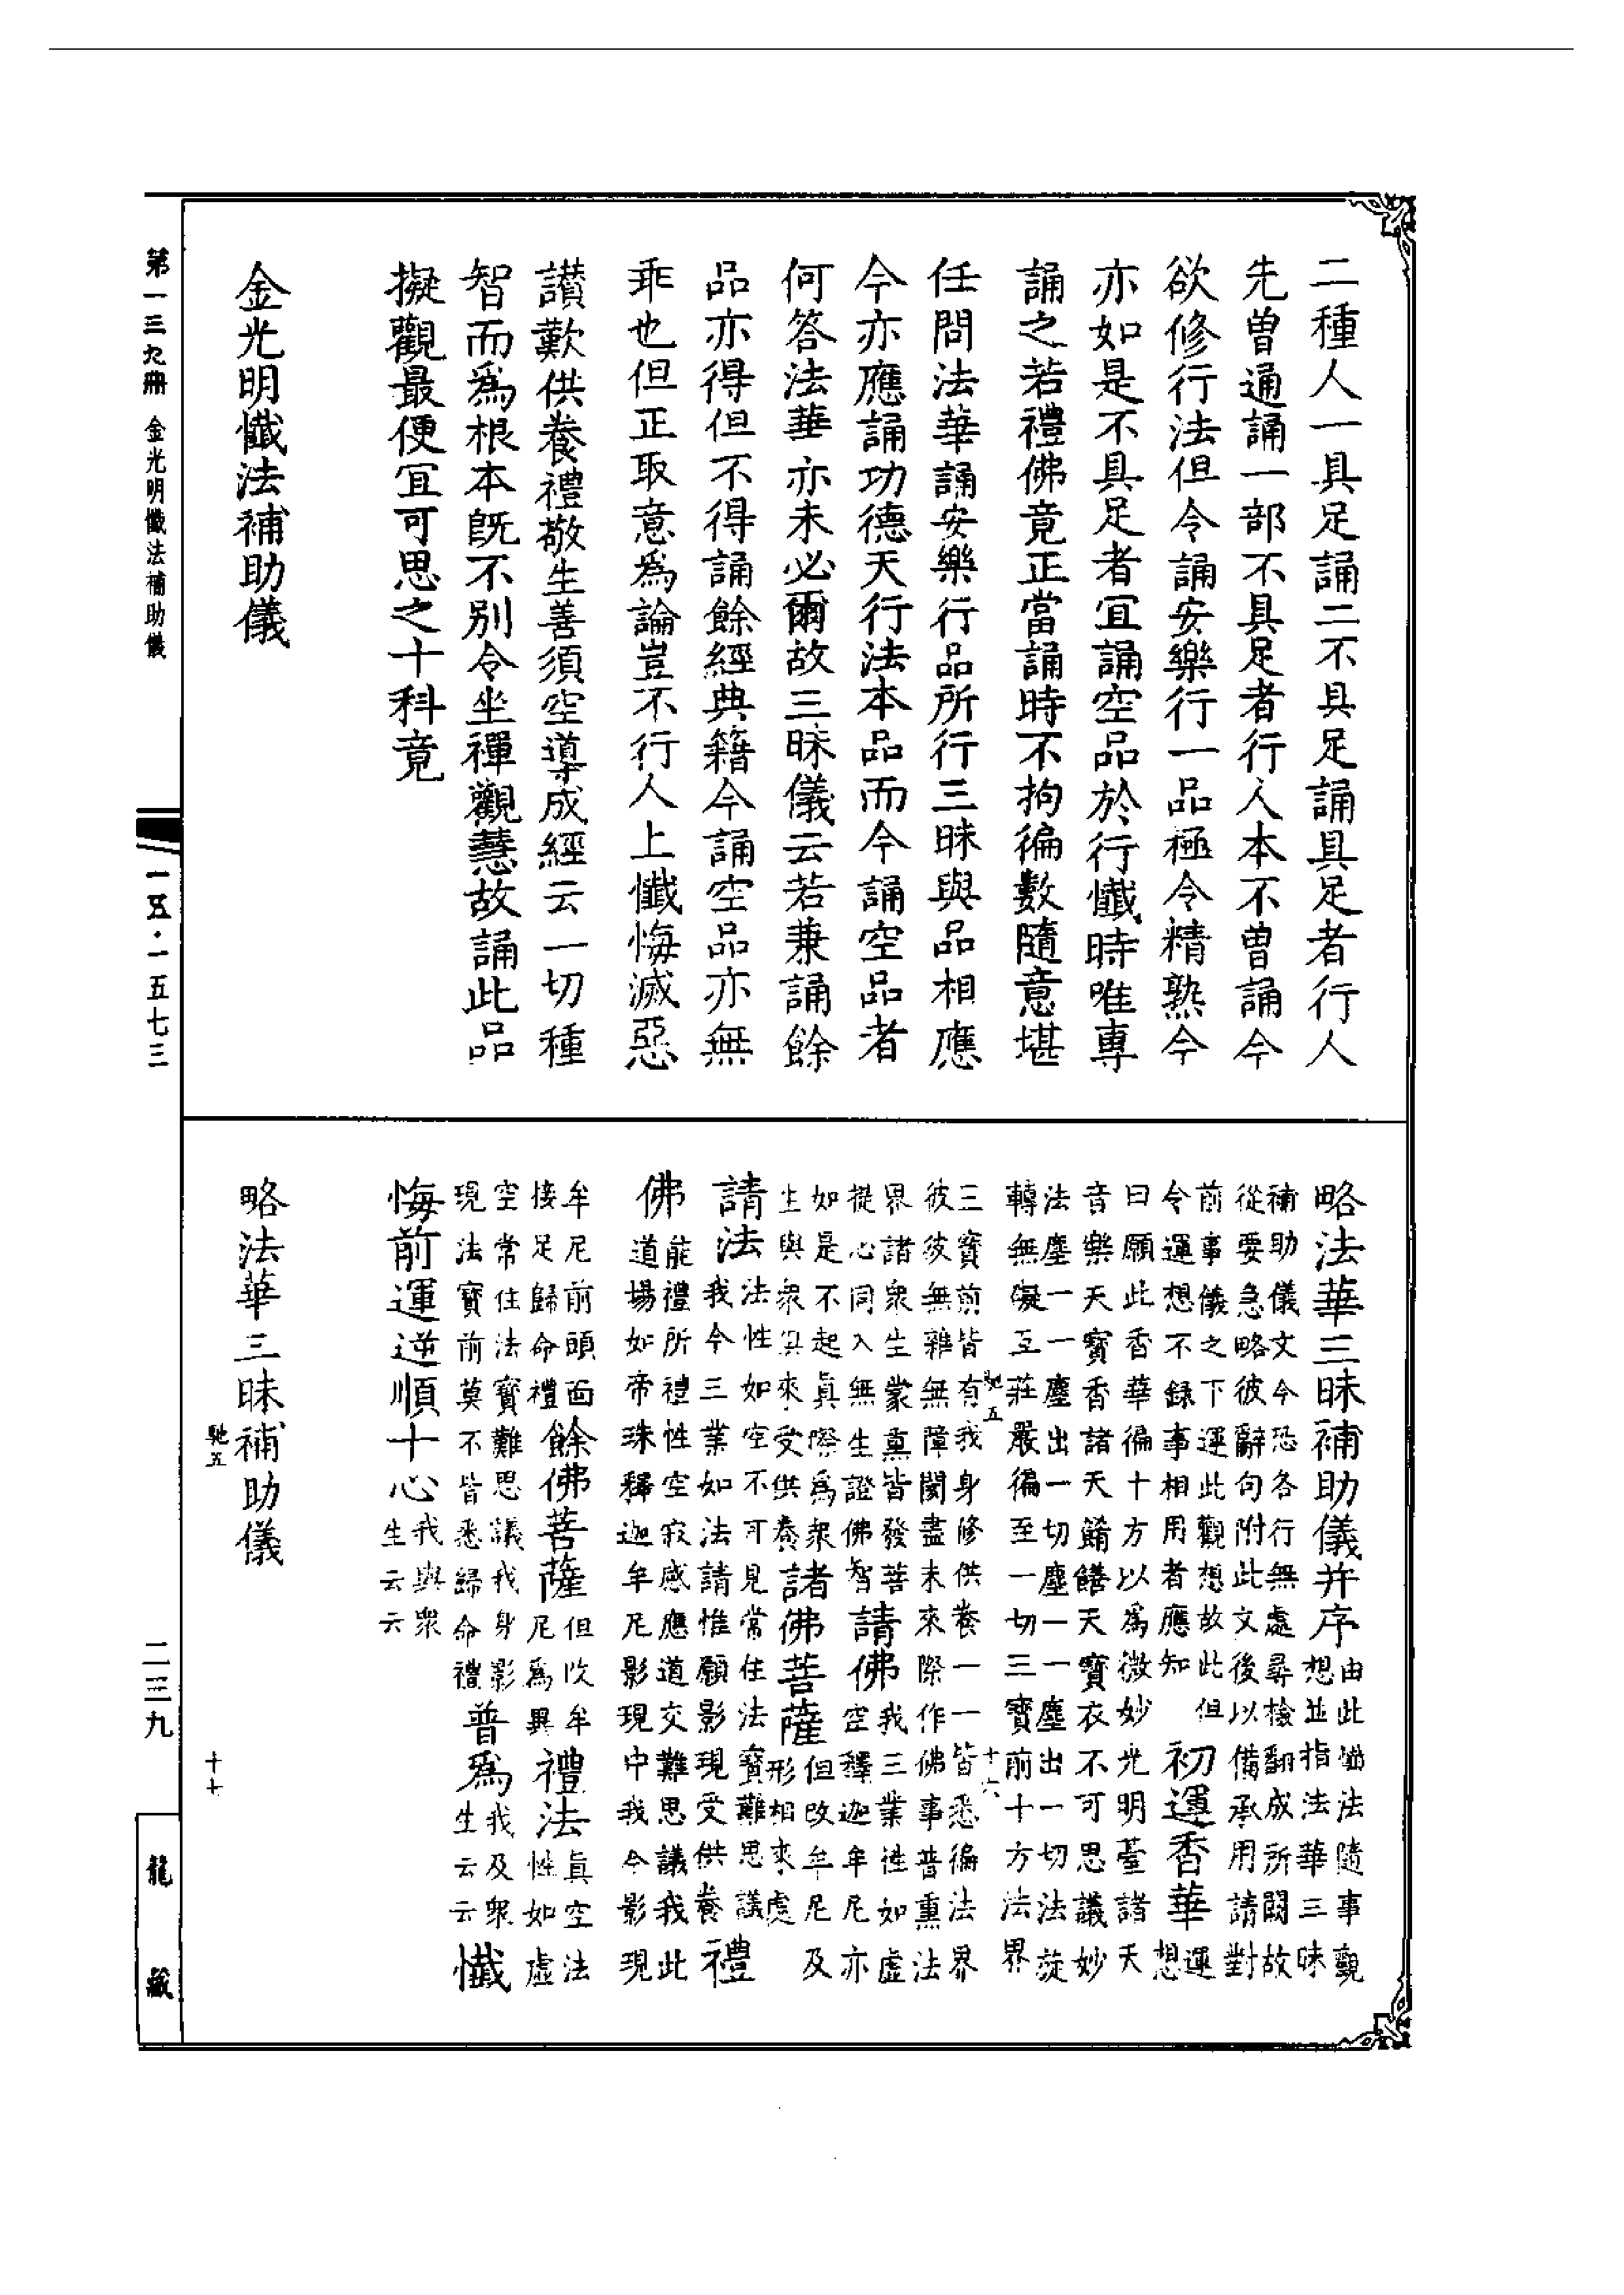 二種人一具足誦二不具足誦具足者行人
先曾通誦一部不具足者行人本不曾誦今
欲修行法但令誦安樂行一品極令精熟今
亦如是不具足者宜誦空品於行懺時唯專
誦之若禮佛竟正當誦時不拘徧數隨意堪
任問法華誦安樂行品所行三昧與品相應
今亦應誦功德天行法本品而今誦空品者
何答法華亦未必爾故三昧儀云若兼誦餘
品亦得但不得誦餘經典籍今誦空品亦無
乖也但正取意為論豈不行人上懺悔滅惡
讚歎供養禮敬生善須空導成經云一切種
智而為根本既不別令坐禪觀慧故誦此品
擬觀最便宜可思之十科竟
金光明懺法補助儀
略法華三昧補助儀并序由此懺法隨事觀想並指法華三昧
補助儀文今恐各行無處尋檢翻成所闕故從要急略彼辭句附此文後以備承用請對
前事儀之下運此觀想故此但令運想不錄事相用者應知 初運香華運想
曰願此香華徧十方以為微妙光明臺諸天音樂天寶香諸天餚饍天寶衣不可思議妙
法塵一一塵出一切塵一一塵出一切法旋轉無礙互莊嚴徧至一切三寶前十方法界
馳五 十六
三寶前皆有我身修供養一一皆悉徧法界彼彼無雜無障閡盡未來際作佛事普熏法
界諸衆生蒙熏皆發菩提心同入無生證佛智請佛我三業性如虛空釋迦牟尼亦
如是不起真際為衆生與衆俱來受供養諸佛菩薩但改牟尼及形相來處
請法法性如空不可見常住法寶難思議我今三業如法請惟願影現受供養禮
佛能禮所禮性空寂感應道交難思議我此道場如帝珠釋迦牟尼影現中我今影現
牟尼前頭面接足歸命禮餘佛菩薩但改牟尼為異禮法真空法性如虛
空常住法寶難思議我身影現法寶前莫不皆悉歸命禮普為我及衆生云云懺
悔前運逆順十心我與衆生云云
略法華三昧補助儀
馳五 十七
第一三九冊 金光明懺法補助儀
一五·一五七三
二三九
龍藏